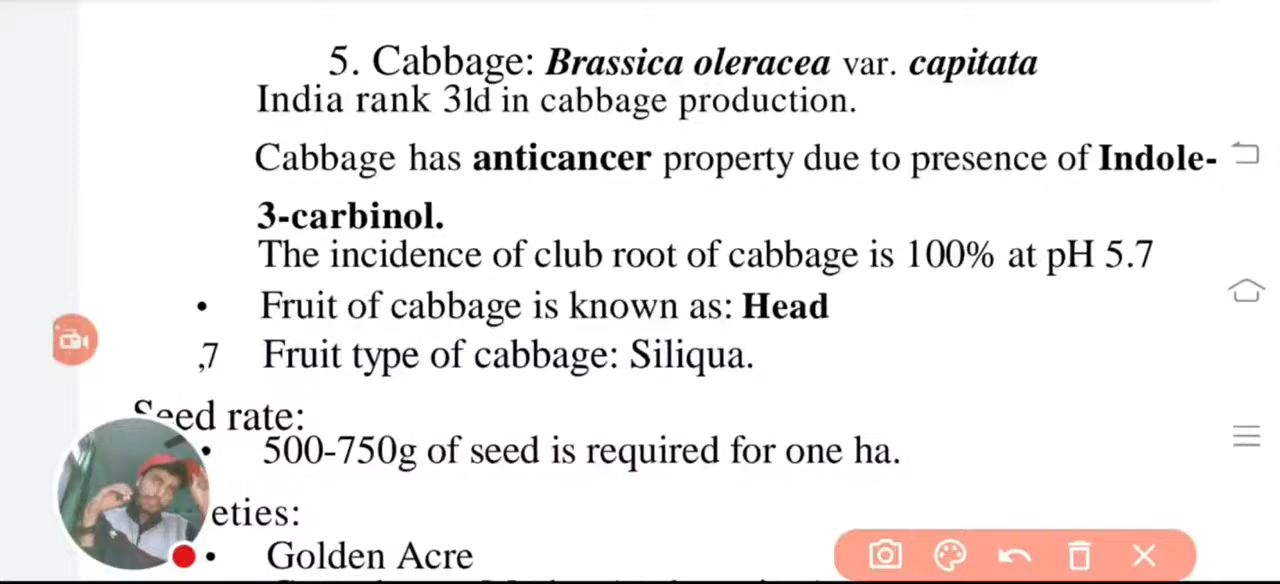 5. Cabbage: Brassica oleracea var. capitata
India rank 31d in cabbage production.
Cabbage has anticancer property due to presence of Indole-
3-carbinol.
The incidence of club root of cabbage is 100% at pH 5.7
• Fruit of cabbage is known as: Head
,7 Fruit type of cabbage: Siliqua.
Seed rate:
• 500-750g of seed is required for one ha.
eties:
• Golden Acre